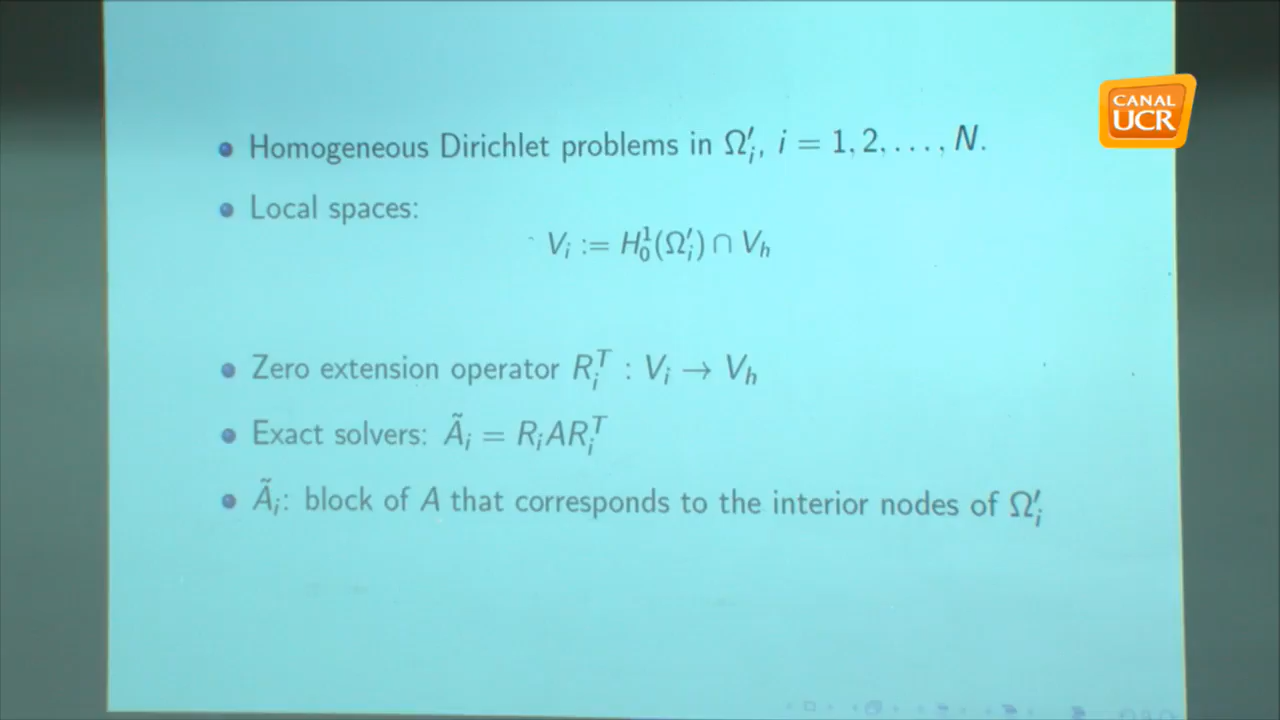 CANAL
UCR
Homogeneous Dirichlet problems in Ω′ᵢ, i = 1, 2, . . . , N.
Local spaces:
Vᵢ := H¹₀(Ω′ᵢ) ∩ Vₕ
Zero extension operator Rᵢᵀ : Vᵢ → Vₕ
Exact solvers: Ãᵢ = RᵢARᵢᵀ
Ãᵢ: block of A that corresponds to the interior nodes of Ω′ᵢ